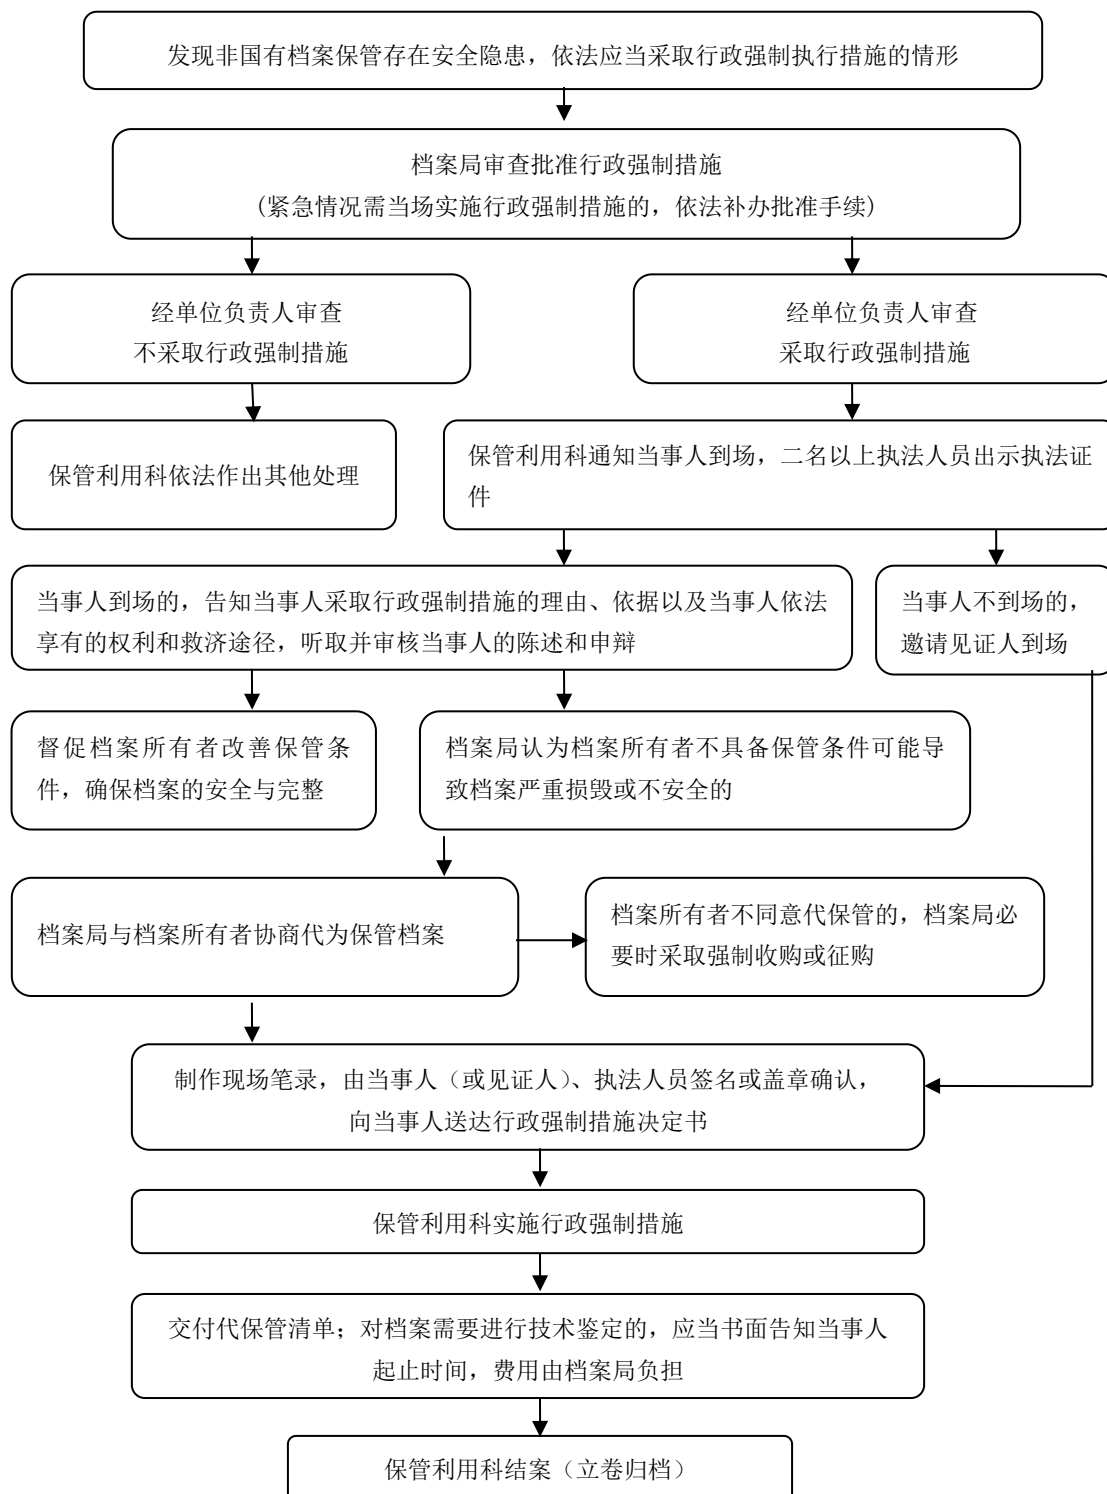 发现非国有档案保管存在安全隐患，依法应当采取行政强制执行措施的情形
档案局审查批准行政强制措施
(紧急情况需当场实施行政强制措施的，依法补办批准手续)
经单位负责人审查
不采取行政强制措施
经单位负责人审查
采取行政强制措施
保管利用科依法作出其他处理
保管利用科通知当事人到场，二名以上执法人员出示执法证
件
当事人到场的，告知当事人采取行政强制措施的理由、依据以及当事人依法
享有的权利和救济途径，听取并审核当事人的陈述和申辩
当事人不到场的，
邀请见证人到场
督促档案所有者改善保管条
件，确保档案的安全与完整
档案局认为档案所有者不具备保管条件可能导
致档案严重损毁或不安全的
档案局与档案所有者协商代为保管档案
档案所有者不同意代保管的，档案局必
要时采取强制收购或征购
制作现场笔录，由当事人（或见证人）、执法人员签名或盖章确认，
向当事人送达行政强制措施决定书
保管利用科实施行政强制措施
交付代保管清单；对档案需要进行技术鉴定的，应当书面告知当事人
起止时间，费用由档案局负担
保管利用科结案（立卷归档）